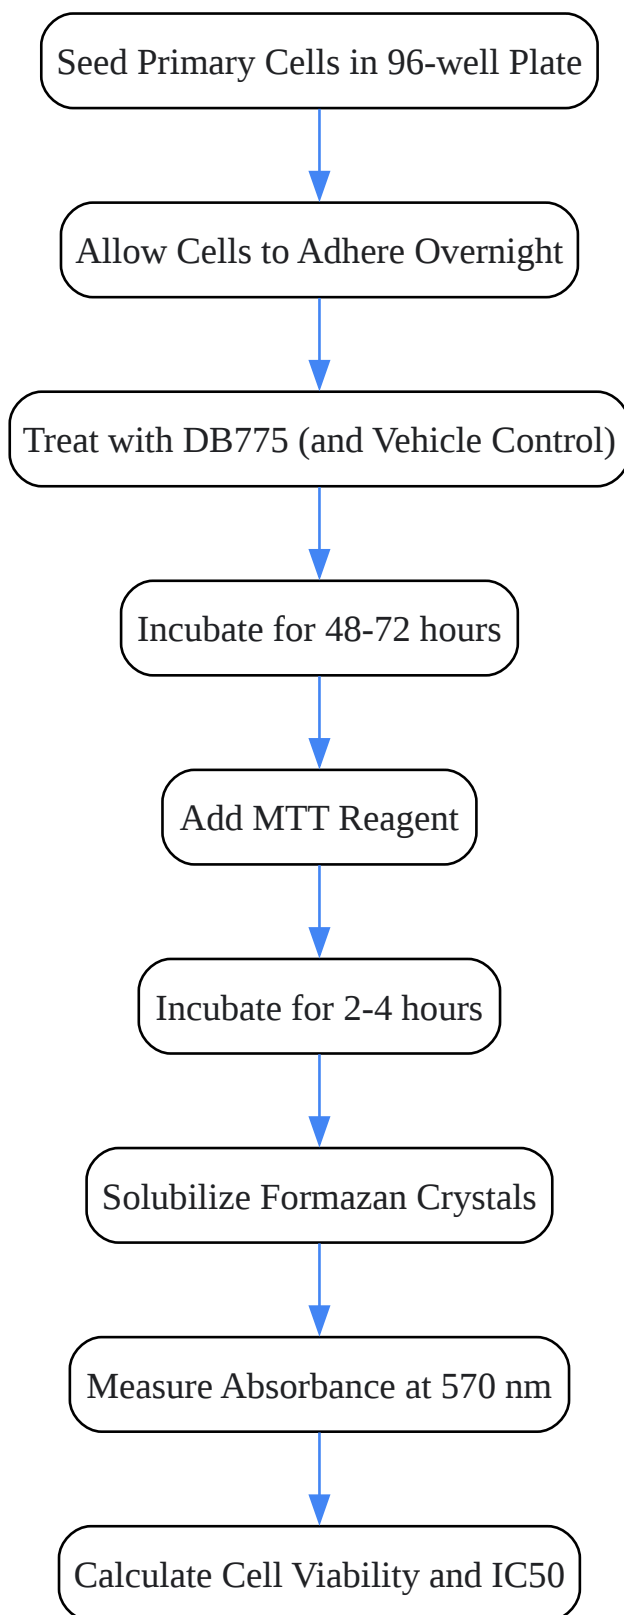 Seed Primary Cells in 96-well Plate
Allow Cells to Adhere Overnight
Treat with DB775 (and Vehicle Control)
Incubate for 48-72 hours
Add MTT Reagent
Incubate for 2-4 hours
Solubilize Formazan Crystals
Measure Absorbance at 570 nm
Calculate Cell Viability and IC50